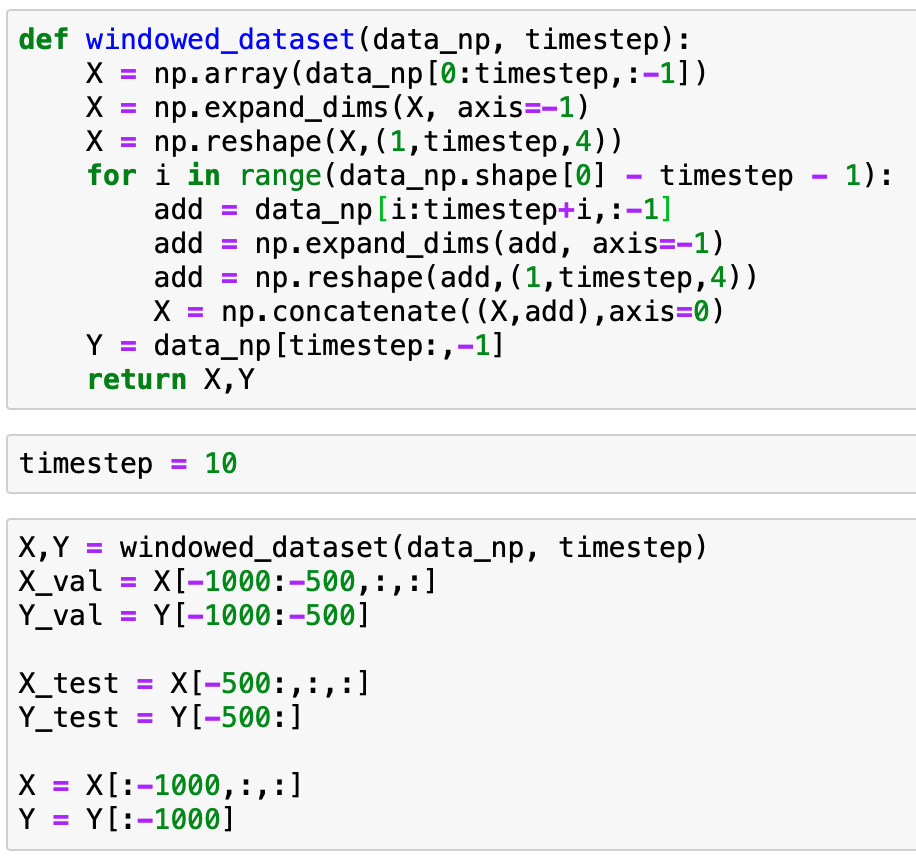 def windowed_dataset(data_np, timestep):
    X = np.array(data_np[0:timestep,:-1])
    X = np.expand_dims(X, axis=-1)
    X = np.reshape(X,(1,timestep,4))
    for i in range(data_np.shape[0] - timestep - 1):
        add = data_np[i:timestep+i,:-1]
        add = np.expand_dims(add, axis=-1)
        add = np.reshape(add,(1,timestep,4))
        X = np.concatenate((X,add),axis=0)
    Y = data_np[timestep:,-1]
    return X,Y
timestep = 10
X,Y = windowed_dataset(data_np, timestep)
X_val = X[-1000:-500,:,:]
Y_val = Y[-1000:-500]
X_test = X[-500:,:,:]
Y_test = Y[-500:]
X = X[:-1000,:,:]
Y = Y[:-1000]